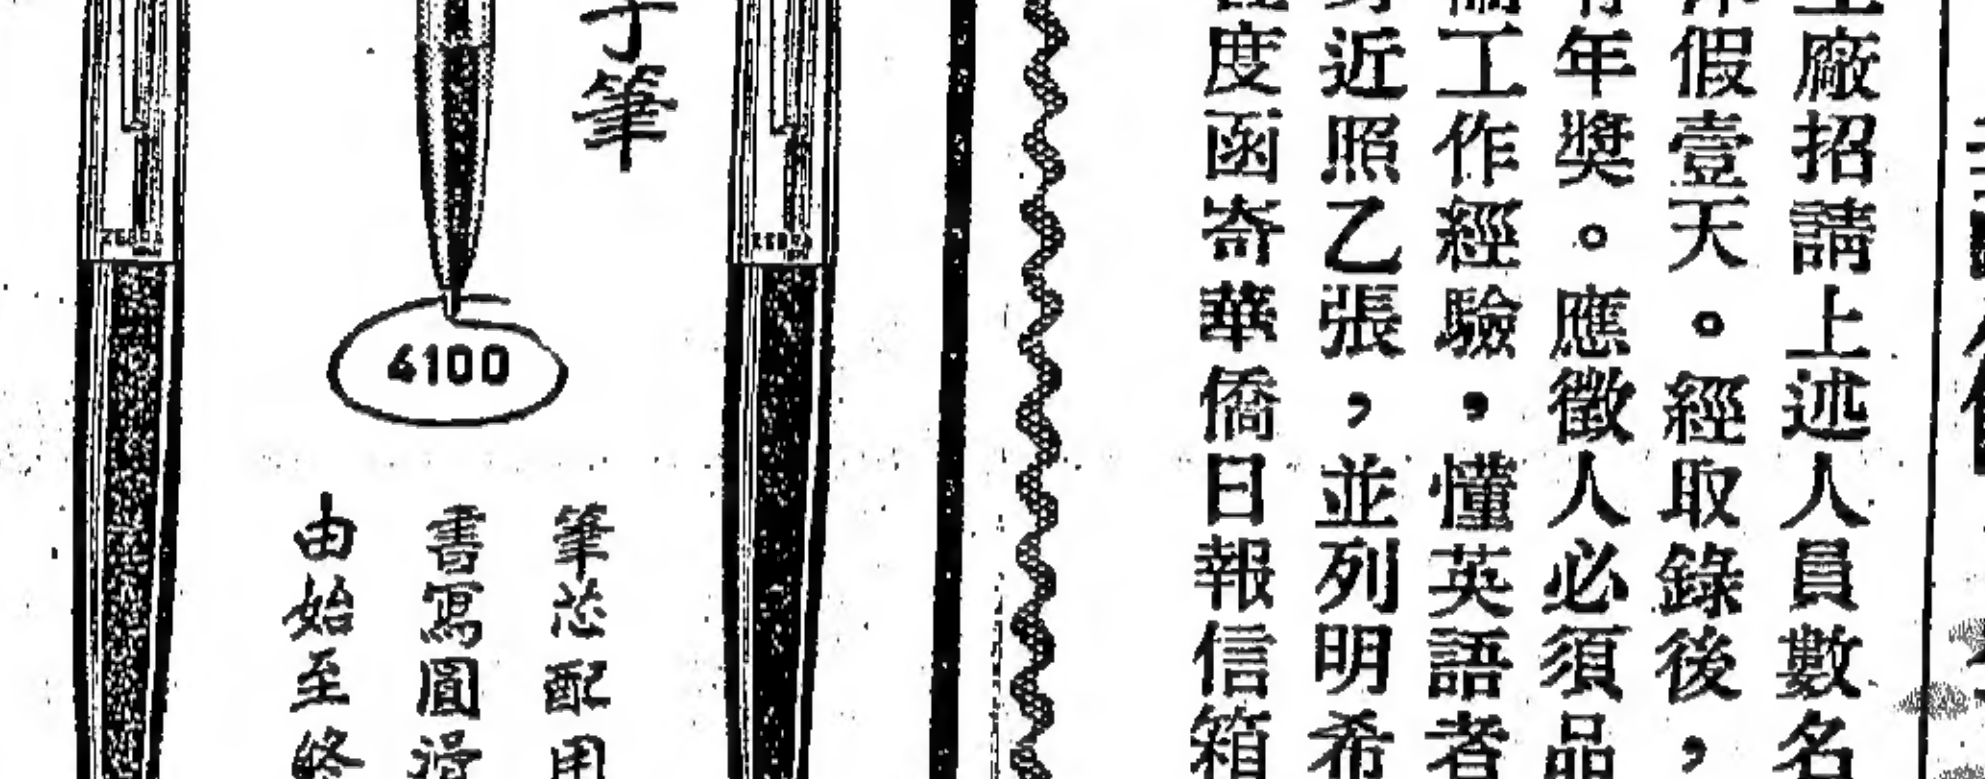 廠招請上述人員數名
假壹天。經取錄後，
年獎。應徵人必須品
工作經驗，懂英語者
近照乙張，並列明希
度函寄華僑日報信箱
子筆
4100
筆芯配用
書寫圓滑
由始至終